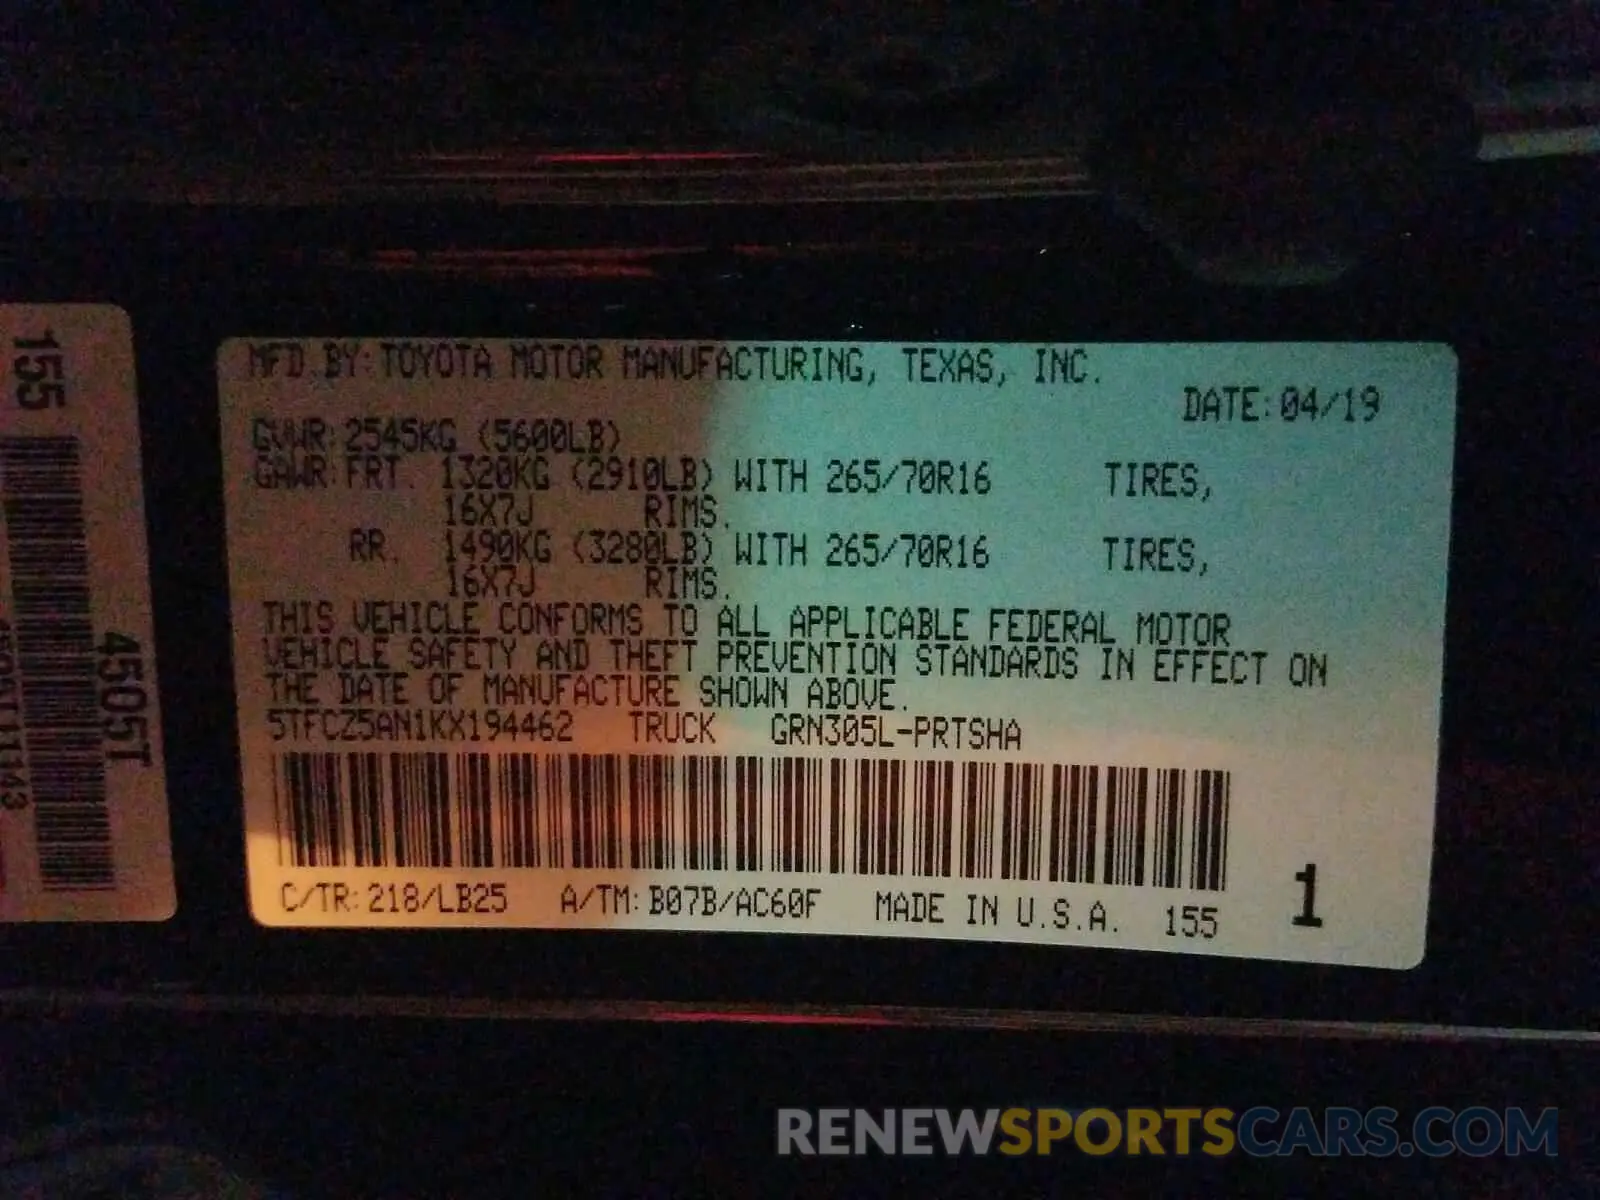 155
4505T
MFD.BY:TOYOTA MOTOR MANUFACTURING, TEXAS, INC.
DATE:04/19
GVWR:2545KG (5600LB)
GAWR:FRT. 1320KG (2910LB) WITH 265/70R16 TIRES,
16X7J RIMS.
RR. 1490KG (3280LB) WITH 265/70R16 TIRES,
16X7J RIMS.
THIS VEHICLE CONFORMS TO ALL APPLICABLE FEDERAL MOTOR
VEHICLE SAFETY AND THEFT PREVENTION STANDARDS IN EFFECT ON
THE DATE OF MANUFACTURE SHOWN ABOVE.
5TFCZ5AN1KX194462 TRUCK GRN305L-PRTSHA
C/TR:218/LB25 A/TM:B07B/AC60F MADE IN U.S.A. 155 1
RENEWSPORTSCARS.COM